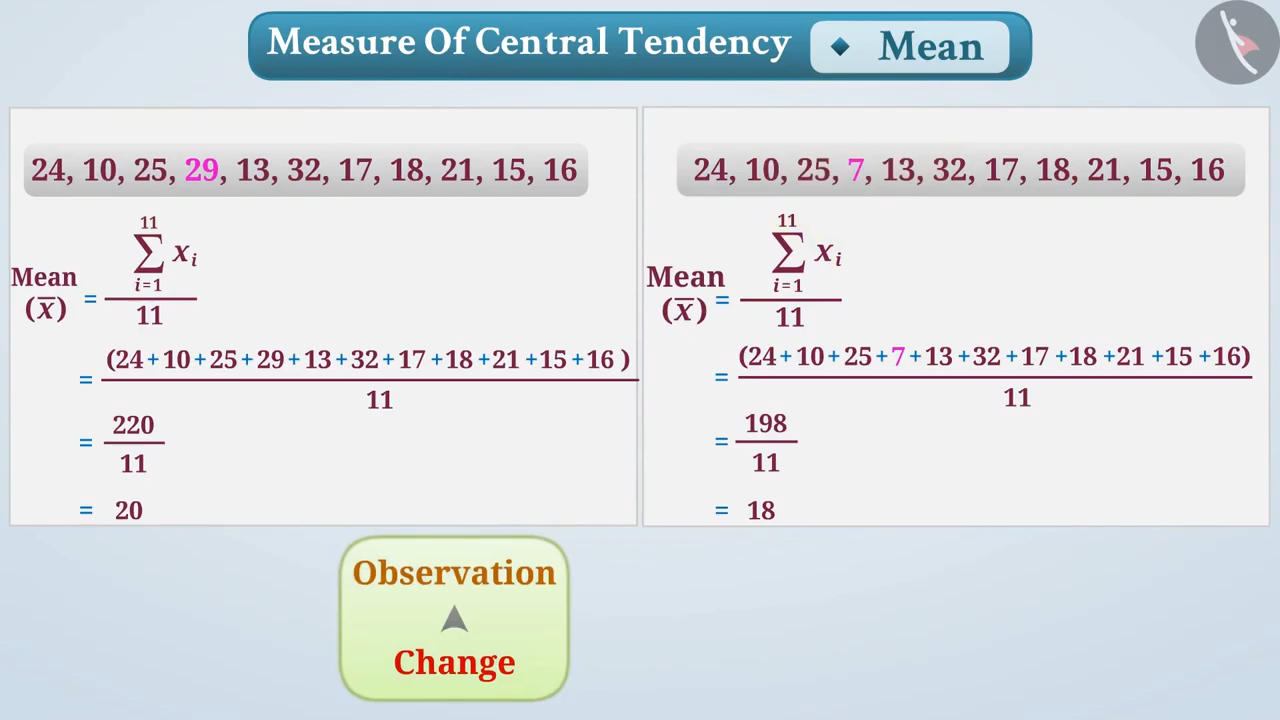 Measure Of Central Tendency ◆ Mean
24, 10, 25, 29, 13, 32, 17, 18, 21, 15, 16
11
∑ xᵢ
i=1
Mean
(x̅) =
11
(24+10+25+29+13+32+17+18+21+15+16 )
=
11
220
=
11
= 20
24, 10, 25, 7, 13, 32, 17, 18, 21, 15, 16
11
∑ xᵢ
i=1
Mean
(x̅) =
11
(24+10+25+7+13+32+17+18+21+15+16)
=
11
198
=
11
= 18
Observation
Change